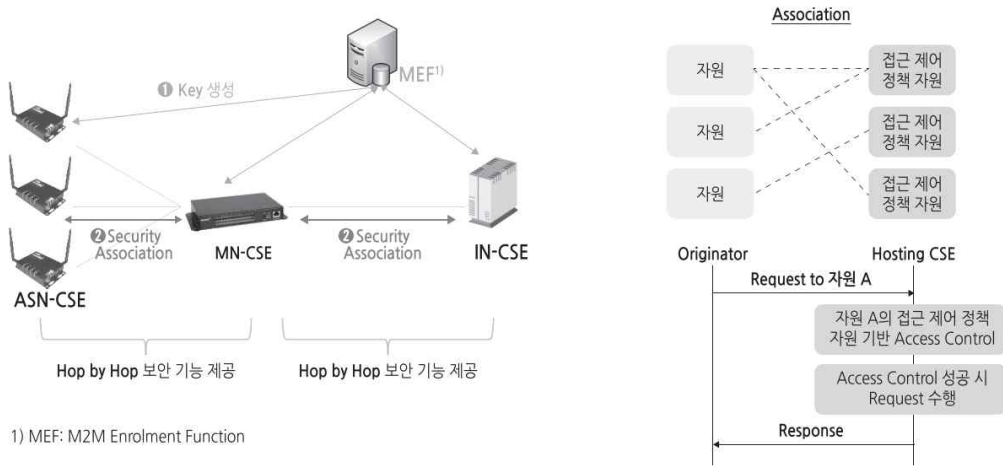 MEF1)
❶ Key 생성
❷ Security
Association
MN-CSE
❷ Security
Association
IN-CSE
ASN-CSE
Hop by Hop 보안 기능 제공
Hop by Hop 보안 기능 제공
1) MEF: M2M Enrolment Function
Association
자원
접근 제어
정책 자원
자원
접근 제어
정책 자원
자원
접근 제어
정책 자원
Originator
Hosting CSE
Request to 자원 A
자원 A의 접근 제어 정책
자원 기반 Access Control
Access Control 성공 시
Request 수행
Response